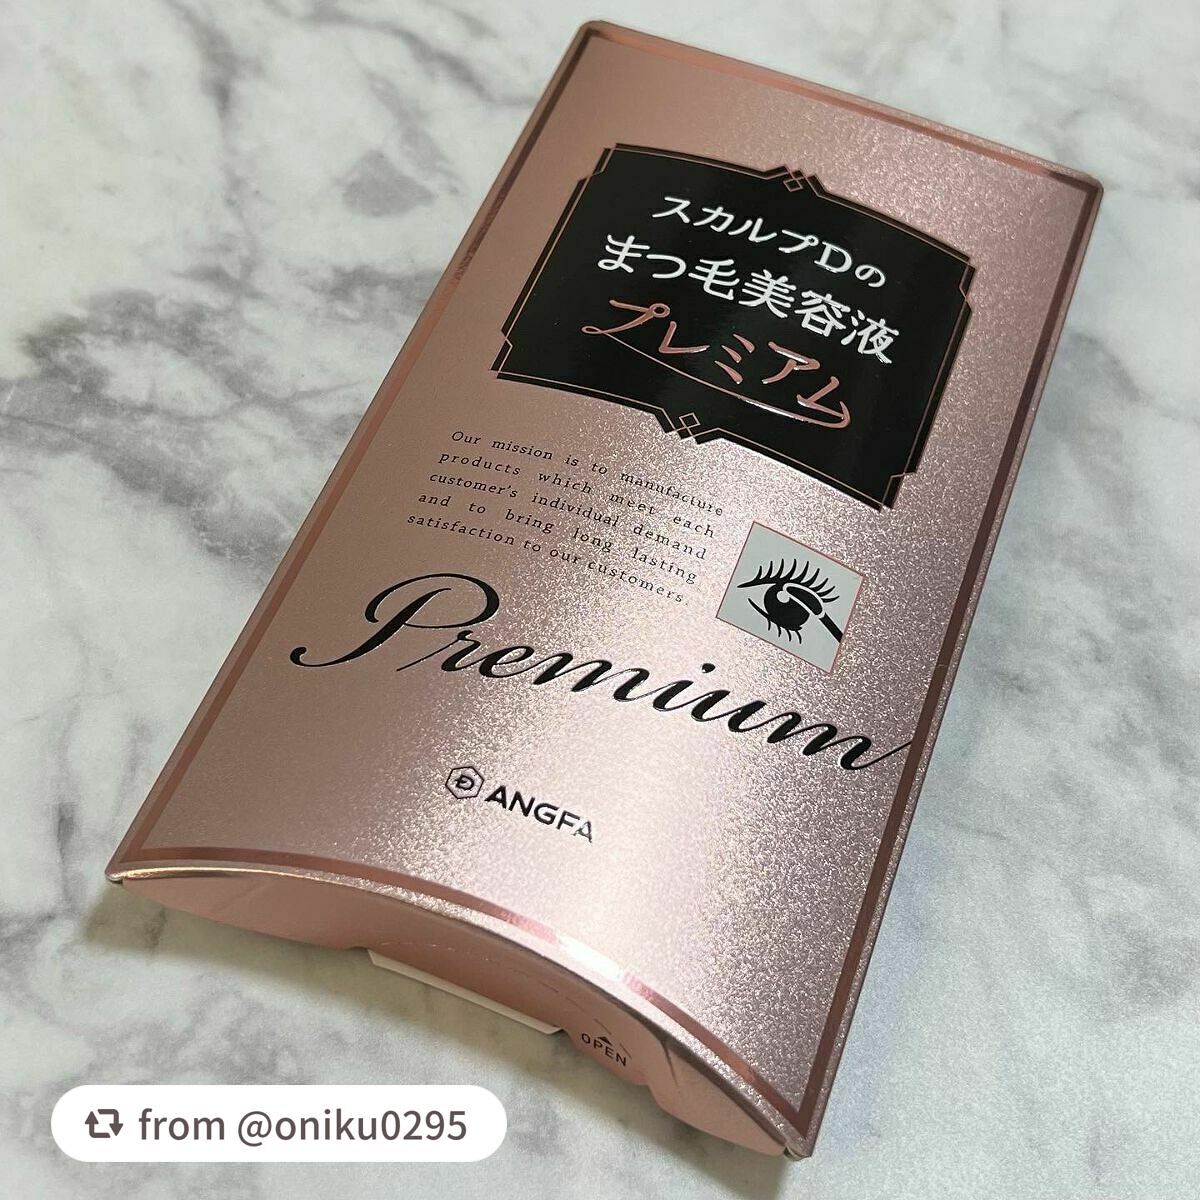 スカルプDの
まつ毛美容液
プレミアム
Our mission is to manufacture
products which meet each
customer's individual demand
and to bring long lasting
satisfaction to our customers.
Premium
ANGFA
OPEN
from @oniku0295